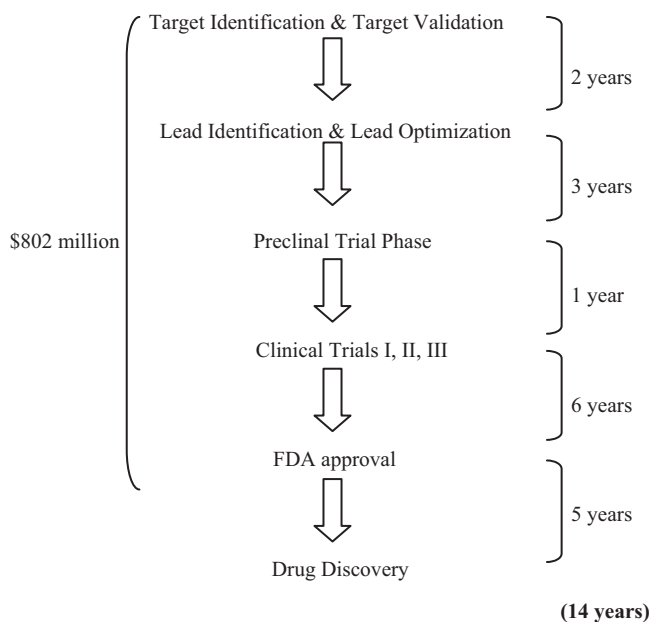 Target Identification & Target Validation
2 years
Lead Identification & Lead Optimization
3 years
$802 million
Preclinal Trial Phase
1 year
Clinical Trials I, II, III
6 years
FDA approval
5 years
Drug Discovery
(14 years)